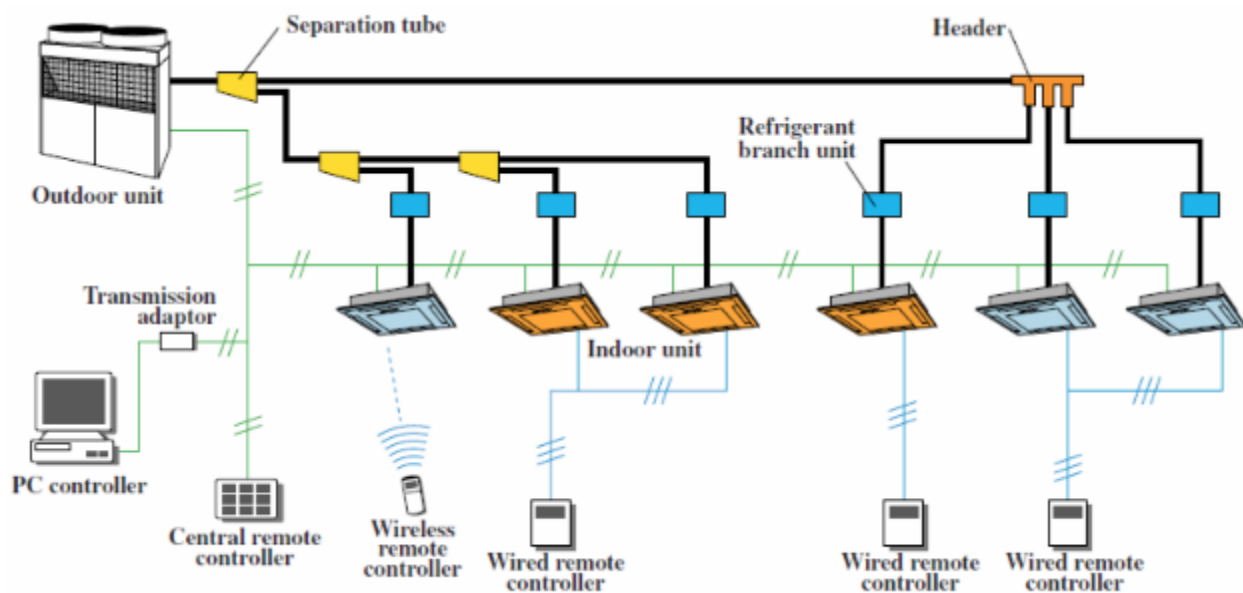 Separation tube
Header
Refrigerant
branch unit
Outdoor unit
Transmission
adaptor
Indoor unit
PC controller
Central remote
controller
Wireless
remote
controller
Wired remote
controller
Wired remote
controller
Wired remote
controller